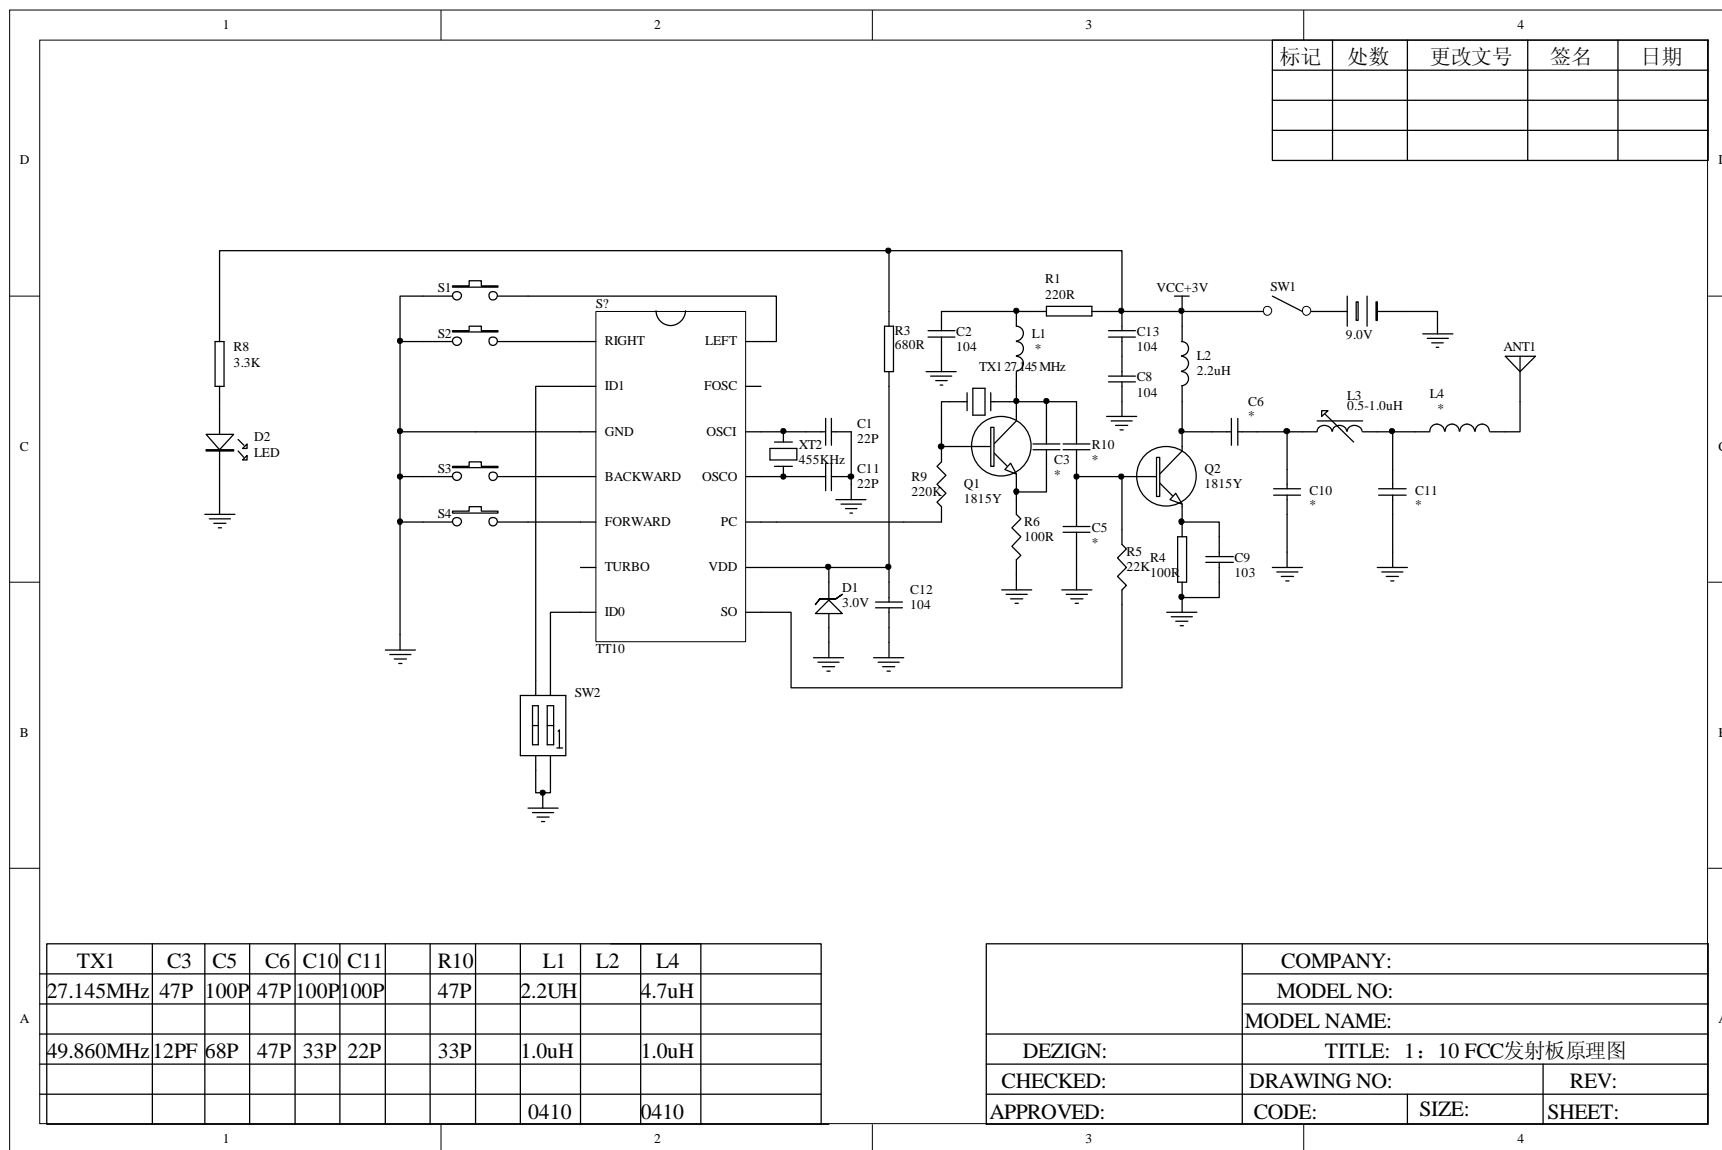 1 2 3 4
标记 处数 更改文号 签名 日期
D
S1
S?
R1
220R
VCC+3V
SW1
S2
RIGHT LEFT
R3
680R
C2
104
L1
*
C13
104
9.0V
R8
3.3K
TX1 27.145MHz
L2
2.2uH
ANT1
ID1 FOSC
C8
104
C6
*
L3
0.5-1.0uH
L4
*
D2
LED
GND OSCI
C1
22P
XT2
455KHz
C
S3
BACKWARD OSCO
C11
22P
R9
220K
Q1
1815Y
C3
*
R10
*
Q2
1815Y
C10
*
C11
*
S4
FORWARD PC
R6
100R
C5
*
R5
22K
R4
100R
C9
103
TURBO VDD
D1
3.0V
C12
104
ID0 SO
TT10
SW2
1
B
TX1 C3 C5 C6 C10 C11 R10 L1 L2 L4
27.145MHz 47P 100P 47P 100P 100P 47P 2.2UH 4.7uH
49.860MHz 12PF 68P 47P 33P 22P 33P 1.0uH 1.0uH
0410 0410
A
COMPANY:
MODEL NO:
MODEL NAME:
DEZIGN: TITLE: 1：10 FCC发射板原理图
CHECKED: DRAWING NO: REV:
APPROVED: CODE: SIZE: SHEET:
1 2 3 4